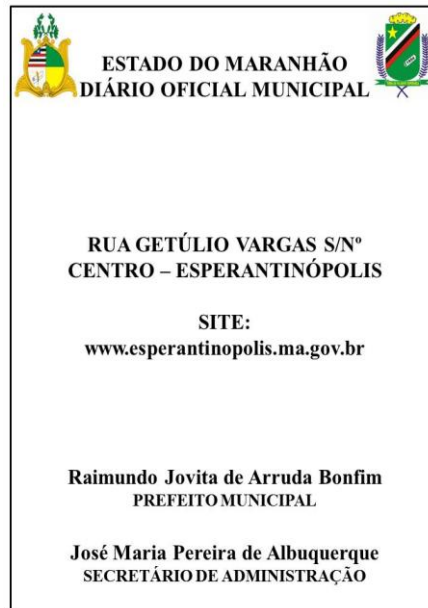 ESTADO DO MARANHÃO
DIÁRIO OFICIAL MUNICIPAL
RUA GETÚLIO VARGAS S/Nº
CENTRO – ESPERANTINÓPOLIS
SITE:
www.esperantinopolis.ma.gov.br
Raimundo Jovita de Arruda Bonfim
PREFEITO MUNICIPAL
José Maria Pereira de Albuquerque
SECRETÁRIO DE ADMINISTRAÇÃO